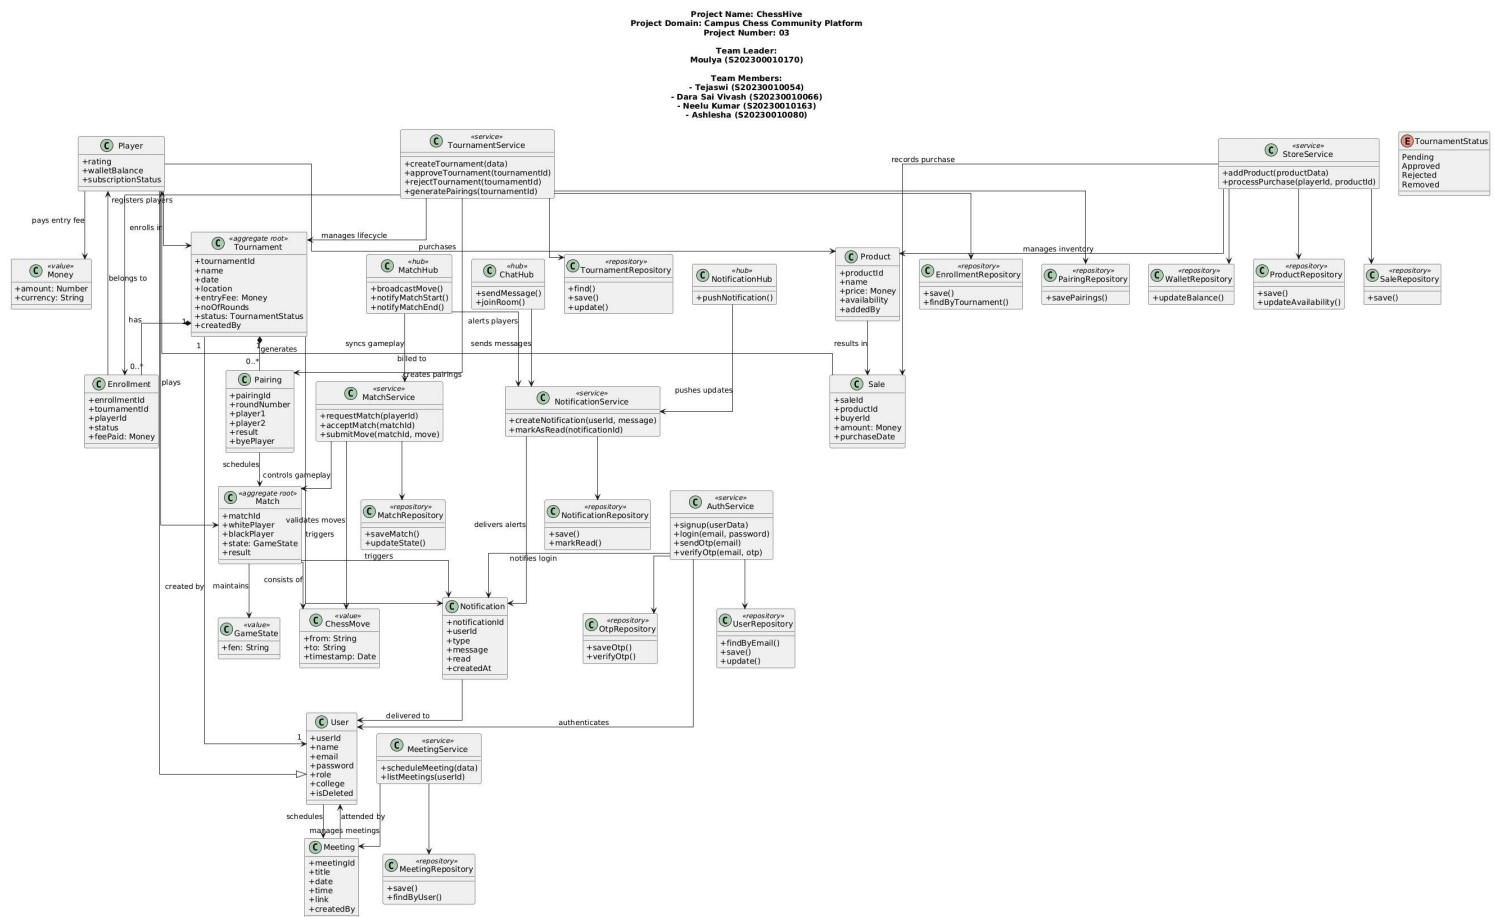 Project Name: ChessHive
Project Domain: Campus Chess Community Platform
Project Number: 03
Team Leader:
Moulya (S202300010170)
Team Members:
- Tejaswi (S20230010054)
- Dara Sai Vivash (S20230010066)
- Neelu Kumar (S20230010163)
- Ashlesha (S20230010080)
C Player
+rating
+walletBalance
+subscriptionStatus
«service»
C TournamentService
+createTournament(data)
+approveTournament(tournamentId)
+rejectTournament(tournamentId)
+generatePairings(tournamentId)
«service»
C StoreService
+addProduct(productData)
+processPurchase(playerId, productId)
E TournamentStatus
Pending
Approved
Rejected
Removed
records purchase
registers players
pays entry fee
enrolls in
manages lifecycle
purchases
manages inventory
«value»
C Money
+amount: Number
+currency: String
«aggregate root»
C Tournament
+tournamentId
+name
+date
+location
+entryFee: Money
+noOfRounds
+status: TournamentStatus
+createdBy
«hub»
C MatchHub
+broadcastMove()
+notifyMatchStart()
+notifyMatchEnd()
«hub»
C ChatHub
+sendMessage()
+joinRoom()
«repository»
C TournamentRepository
+find()
+save()
+update()
«hub»
C NotificationHub
+pushNotification()
C Product
+productId
+name
+price: Money
+availability
+addedBy
«repository»
C EnrollmentRepository
+save()
+findByTournament()
«repository»
C PairingRepository
+savePairings()
«repository»
C WalletRepository
+updateBalance()
«repository»
C ProductRepository
+save()
+updateAvailability()
«repository»
C SaleRepository
+save()
belongs to
has
1
1
1
generates
0..*
0..*
alerts players
syncs gameplay
sends messages
billed to
creates pairings
results in
pushes updates
plays
C Enrollment
+enrollmentId
+tournamentId
+playerId
+status
+feePaid: Money
C Pairing
+pairingId
+roundNumber
+player1
+player2
+result
+byePlayer
«service»
C MatchService
+requestMatch(playerId)
+acceptMatch(matchId)
+submitMove(matchId, move)
«service»
C NotificationService
+createNotification(userId, message)
+markAsRead(notificationId)
C Sale
+saleId
+productId
+buyerId
+amount: Money
+purchaseDate
schedules
controls gameplay
«aggregate root»
C Match
+matchId
+whitePlayer
+blackPlayer
+state: GameState
+result
«repository»
C MatchRepository
+saveMatch()
+updateState()
«repository»
C NotificationRepository
+save()
+markRead()
«service»
C AuthService
+signup(userData)
+login(email, password)
+sendOtp(email)
+verifyOtp(email, otp)
validates moves
triggers
delivers alerts
triggers
notifies login
created by
maintains
consists of
«value»
C GameState
+fen: String
«value»
C ChessMove
+from: String
+to: String
+timestamp: Date
C Notification
+notificationId
+userId
+type
+message
+read
+createdAt
«repository»
C OtpRepository
+saveOtp()
+verifyOtp()
«repository»
C UserRepository
+findByEmail()
+save()
+update()
delivered to
authenticates
1
C User
+userId
+name
+email
+password
+role
+college
+isDeleted
«service»
C MeetingService
+scheduleMeeting(data)
+listMeetings(userId)
schedules
attended by
manages meetings
C Meeting
+meetingId
+title
+date
+time
+link
+createdBy
«repository»
C MeetingRepository
+save()
+findByUser()